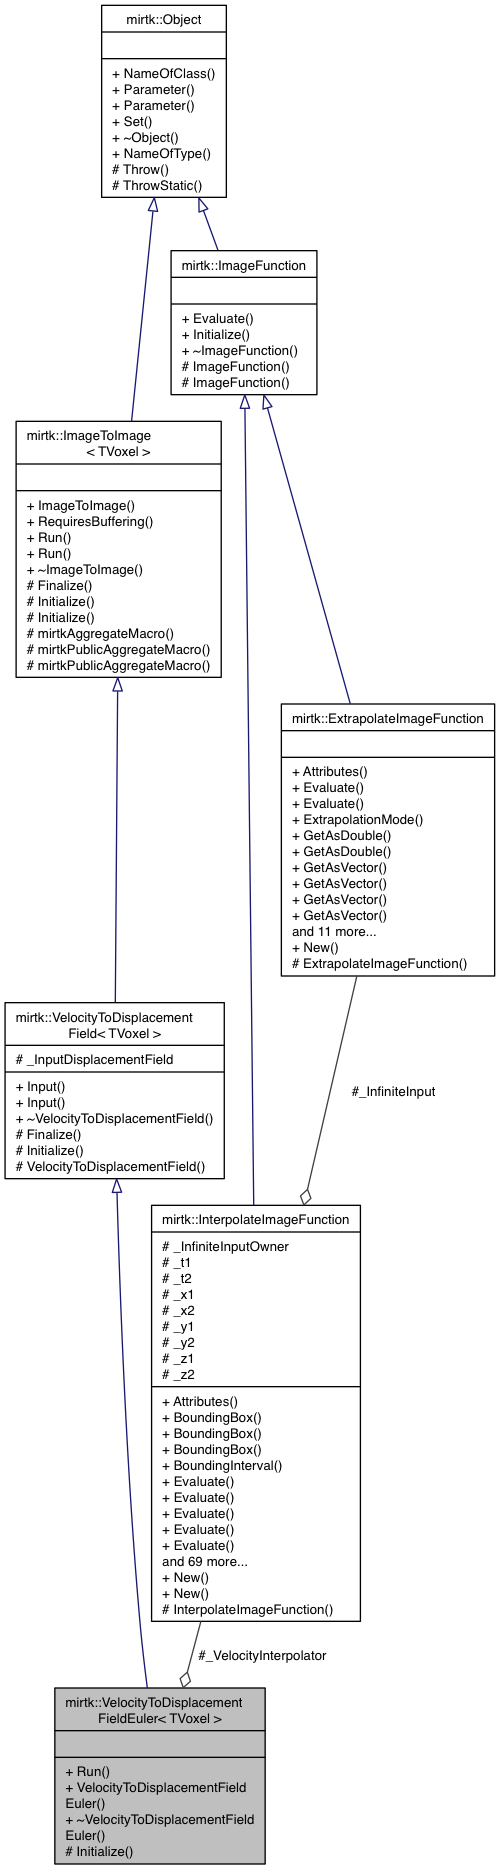 mirtk::Object
+ NameOfClass()
+ Parameter()
+ Parameter()
+ Set()
+ ~Object()
+ NameOfType()
# Throw()
# ThrowStatic()
mirtk::ImageFunction
+ Evaluate()
+ Initialize()
+ ~ImageFunction()
# ImageFunction()
# ImageFunction()
mirtk::ImageToImage
< TVoxel >
+ ImageToImage()
+ RequiresBuffering()
+ Run()
+ Run()
+ ~ImageToImage()
# Finalize()
# Initialize()
# Initialize()
# mirtkAggregateMacro()
# mirtkPublicAggregateMacro()
# mirtkPublicAggregateMacro()
mirtk::ExtrapolateImageFunction
+ Attributes()
+ Evaluate()
+ Evaluate()
+ ExtrapolationMode()
+ GetAsDouble()
+ GetAsDouble()
+ GetAsVector()
+ GetAsVector()
+ GetAsVector()
+ GetAsVector()
and 11 more...
+ New()
# ExtrapolateImageFunction()
mirtk::VelocityToDisplacement
Field< TVoxel >
# _InputDisplacementField
+ Input()
+ Input()
+ ~VelocityToDisplacementField()
# Finalize()
# Initialize()
# VelocityToDisplacementField()
#_InfiniteInput
mirtk::InterpolateImageFunction
# _InfiniteInputOwner
# _t1
# _t2
# _x1
# _x2
# _y1
# _y2
# _z1
# _z2
+ Attributes()
+ BoundingBox()
+ BoundingBox()
+ BoundingBox()
+ BoundingInterval()
+ Evaluate()
+ Evaluate()
+ Evaluate()
+ Evaluate()
+ Evaluate()
and 69 more...
+ New()
+ New()
# InterpolateImageFunction()
#_VelocityInterpolator
mirtk::VelocityToDisplacement
FieldEuler< TVoxel >
+ Run()
+ VelocityToDisplacementField
Euler()
+ ~VelocityToDisplacementField
Euler()
# Initialize()